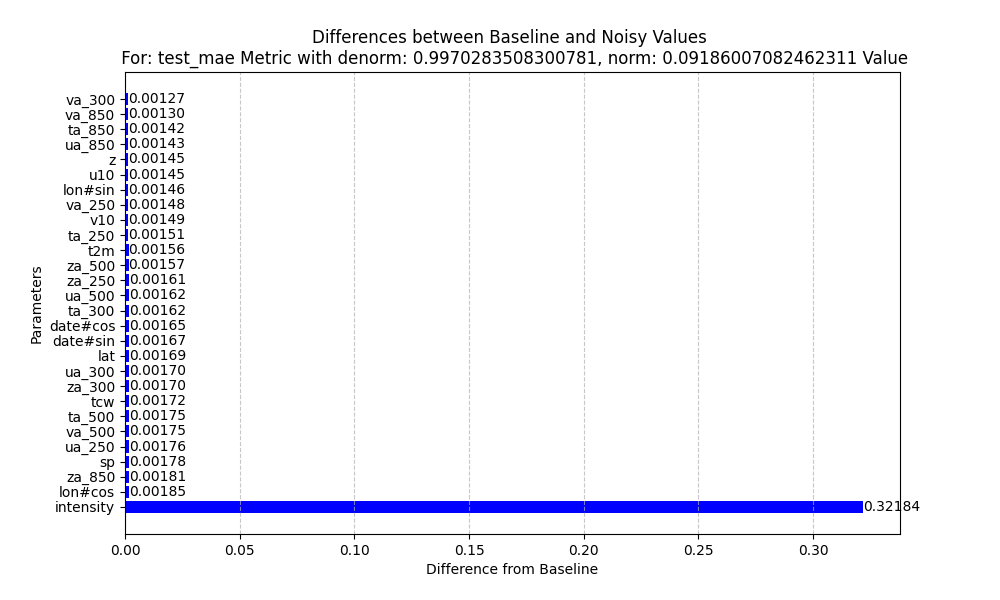 Differences between Baseline and Noisy Values
For: test_mae Metric with denorm: 0.9970283508300781, norm: 0.09186007082462311 Value
Parameters
va_300 0.00127
va_850 0.00130
ta_850 0.00142
ua_850 0.00143
z 0.00145
u10 0.00145
lon#sin 0.00146
va_250 0.00148
v10 0.00149
ta_250 0.00151
t2m 0.00156
za_500 0.00157
za_250 0.00161
ua_500 0.00162
ta_300 0.00162
date#cos 0.00165
date#sin 0.00167
lat 0.00169
ua_300 0.00170
za_300 0.00170
tcw 0.00172
ta_500 0.00175
va_500 0.00175
ua_250 0.00176
sp 0.00178
za_850 0.00181
lon#cos 0.00185
intensity 0.32184
0.00 0.05 0.10 0.15 0.20 0.25 0.30
Difference from Baseline